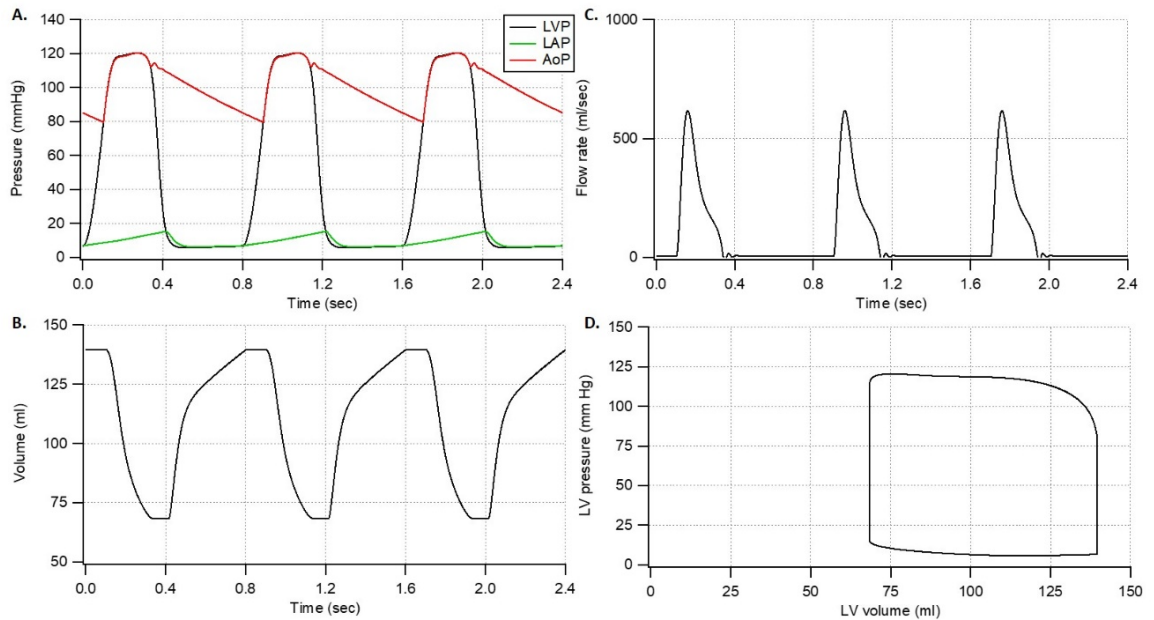 A.
140
120
100
80
60
40
20
0
Pressure (mmHg)
0.0 0.4 0.8 1.2 1.6 2.0 2.4
Time (sec)
LVP
LAP
AoP
C.
1000
500
0
Flow rate (ml/sec)
0.0 0.4 0.8 1.2 1.6 2.0 2.4
Time (sec)
B.
150
125
100
75
50
Volume (ml)
0.0 0.4 0.8 1.2 1.6 2.0 2.4
Time (sec)
D.
150
125
100
75
50
25
0
LV pressure (mm Hg)
0 25 50 75 100 125 150
LV volume (ml)